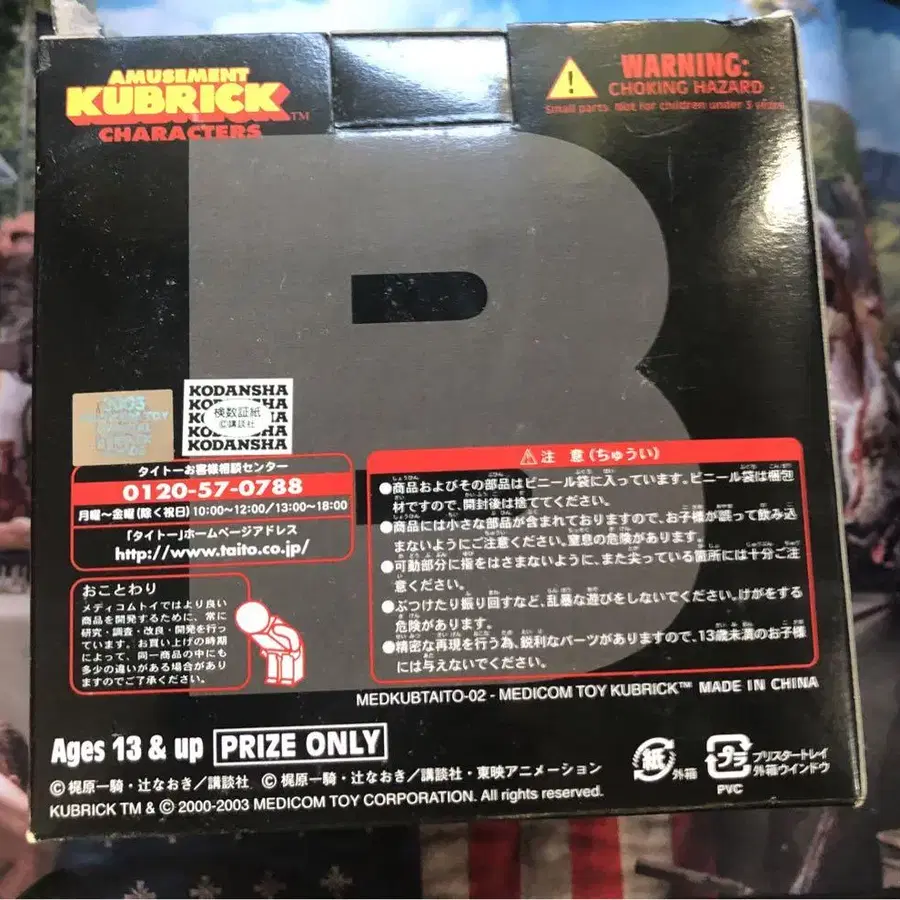 AMUSEMENT
KUBRICK TM
CHARACTERS
WARNING:
CHOKING HAZARD
Small parts. Not for children under 3 years.
2003
KODANSHA
検数証紙
©講談社
KODANSHA
タイトーお客様相談センター
0120-57-0788
月曜〜金曜(除く祝日)10:00〜12:00/13:00〜18:00
「タイトー」ホームページアドレス
http://www.taito.co.jp/
おことわり
メディコムトイではより良い
商品を開発するために、常に
研究・調査・改良・開発を行っ
ています。お買い上げの時期
によって、同一商品の中にも
多少の違いがある場合があり
ますのでご了承ください。
注意(ちゅうい)
●商品およびその部品はビニール袋に入っています。ビニール袋は梱包
材ですので、開封後は捨ててください。
●商品には小さな部品が含まれておりますので、お子様が誤って飲み込
まないようにご注意ください。窒息の危険があります。
●可動部分に指をはさまないように、また尖っている箇所には十分ご注
意ください。
●ぶつけたり振り回すなど、乱暴な遊びをしないでください。けがをする
危険があります。
●精密な再現を行う為、鋭利なパーツがありますので、13歳未満のお子様
には与えないでください。
MEDKUBTAITO-02 - MEDICOM TOY KUBRICK™ MADE IN CHINA
Ages 13 & up PRIZE ONLY
©梶原一騎・辻なおき/講談社 ©梶原一騎・辻なおき/講談社・東映アニメーション
KUBRICK TM & © 2000-2003 MEDICOM TOY CORPORATION. All rights reserved.
紙 外箱
プラ ブリスタートレイ
外箱ウインドウ
PVC